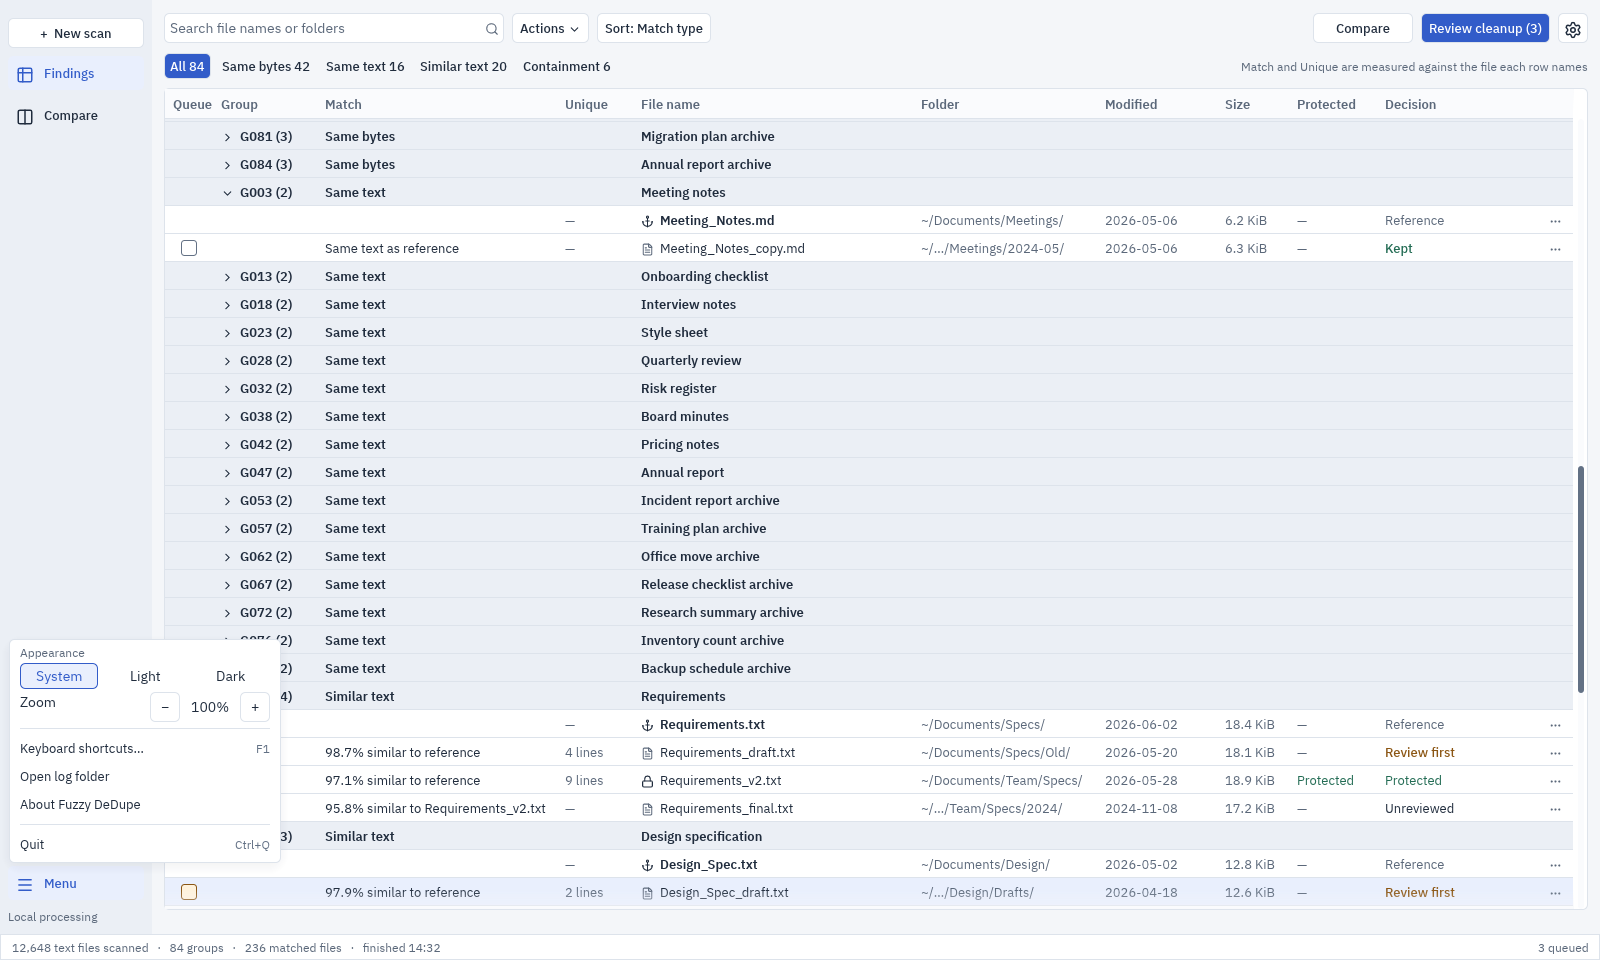 + New scan
Findings
Compare
Search file names or folders
Actions
Sort: Match type
Compare
Review cleanup (3)
All 84 Same bytes 42 Same text 16 Similar text 20 Containment 6
Match and Unique are measured against the file each row names
Queue Group Match Unique File name Folder Modified Size Protected Decision
G081 (3) Same bytes Migration plan archive
G084 (3) Same bytes Annual report archive
G003 (2) Same text Meeting notes
— Meeting_Notes.md ~/Documents/Meetings/ 2026-05-06 6.2 KiB — Reference ···
Same text as reference — Meeting_Notes_copy.md ~/.../Meetings/2024-05/ 2026-05-06 6.3 KiB — Kept ···
G013 (2) Same text Onboarding checklist
G018 (2) Same text Interview notes
G023 (2) Same text Style sheet
G028 (2) Same text Quarterly review
G032 (2) Same text Risk register
G038 (2) Same text Board minutes
G042 (2) Same text Pricing notes
G047 (2) Same text Annual report
G053 (2) Same text Incident report archive
G057 (2) Same text Training plan archive
G062 (2) Same text Office move archive
G067 (2) Same text Release checklist archive
G072 (2) Same text Research summary archive
(2) Same text Inventory count archive
2) Same text Backup schedule archive
4) Similar text Requirements
— Requirements.txt ~/Documents/Specs/ 2026-06-02 18.4 KiB — Reference ···
98.7% similar to reference 4 lines Requirements_draft.txt ~/Documents/Specs/Old/ 2026-05-20 18.1 KiB — Review first ···
97.1% similar to reference 9 lines Requirements_v2.txt ~/Documents/Team/Specs/ 2026-05-28 18.9 KiB Protected Protected ···
95.8% similar to Requirements_v2.txt — Requirements_final.txt ~/.../Team/Specs/2024/ 2024-11-08 17.2 KiB — Unreviewed ···
3) Similar text Design specification
— Design_Spec.txt ~/Documents/Design/ 2026-05-02 12.8 KiB — Reference ···
97.9% similar to reference 2 lines Design_Spec_draft.txt ~/.../Design/Drafts/ 2026-04-18 12.6 KiB — Review first ···
Appearance
System Light Dark
Zoom − 100% +
Keyboard shortcuts... F1
Open log folder
About Fuzzy DeDupe
Quit Ctrl+Q
Menu
Local processing
12,648 text files scanned · 84 groups · 236 matched files · finished 14:32
3 queued